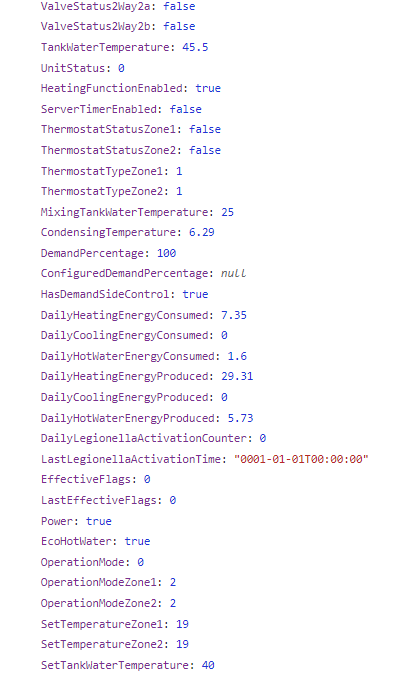 ValveStatus2Way2a: false
ValveStatus2Way2b: false
TankWaterTemperature: 45.5
UnitStatus: 0
HeatingFunctionEnabled: true
ServerTimerEnabled: false
ThermostatStatusZone1: false
ThermostatStatusZone2: false
ThermostatTypeZone1: 1
ThermostatTypeZone2: 1
MixingTankWaterTemperature: 25
CondensingTemperature: 6.29
DemandPercentage: 100
ConfiguredDemandPercentage: null
HasDemandSideControl: true
DailyHeatingEnergyConsumed: 7.35
DailyCoolingEnergyConsumed: 0
DailyHotWaterEnergyConsumed: 1.6
DailyHeatingEnergyProduced: 29.31
DailyCoolingEnergyProduced: 0
DailyHotWaterEnergyProduced: 5.73
DailyLegionellaActivationCounter: 0
LastLegionellaActivationTime: "0001-01-01T00:00:00"
EffectiveFlags: 0
LastEffectiveFlags: 0
Power: true
EcoHotWater: true
OperationMode: 0
OperationModeZone1: 2
OperationModeZone2: 2
SetTemperatureZone1: 19
SetTemperatureZone2: 19
SetTankWaterTemperature: 40